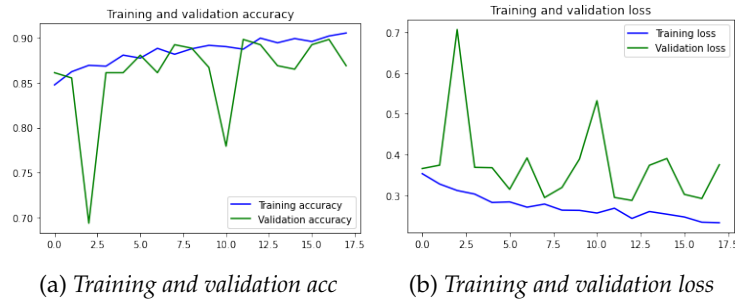 Training and validation accuracy
0.90
0.85
0.80
0.75
0.70
Training accuracy
Validation accuracy
0.0 2.5 5.0 7.5 10.0 12.5 15.0 17.5
(a) Training and validation acc
Training and validation loss
0.7
0.6
0.5
0.4
0.3
Training loss
Validation loss
0.0 2.5 5.0 7.5 10.0 12.5 15.0 17.5
(b) Training and validation loss